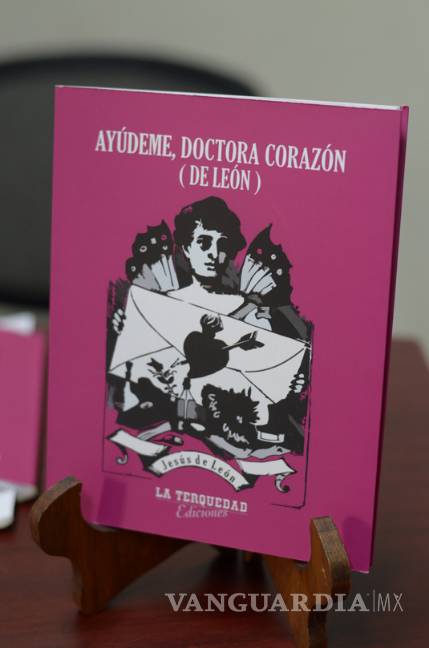 AYÚDEME, DOCTORA CORAZÓN
( DE LEÓN )
Jesús de León
LA TERQUEDAD
Ediciones
VANGUARDIA|MX